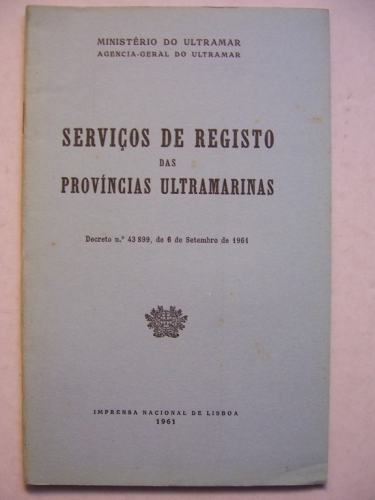 MINISTÉRIO DO ULTRAMAR
AGENCIA-GERAL DO ULTRAMAR
SERVIÇOS DE REGISTO
DAS
PROVÍNCIAS ULTRAMARINAS
Decreto n.º 43 899, de 6 de Setembro de 1961
IMPRENSA NACIONAL DE LISBOA
1961